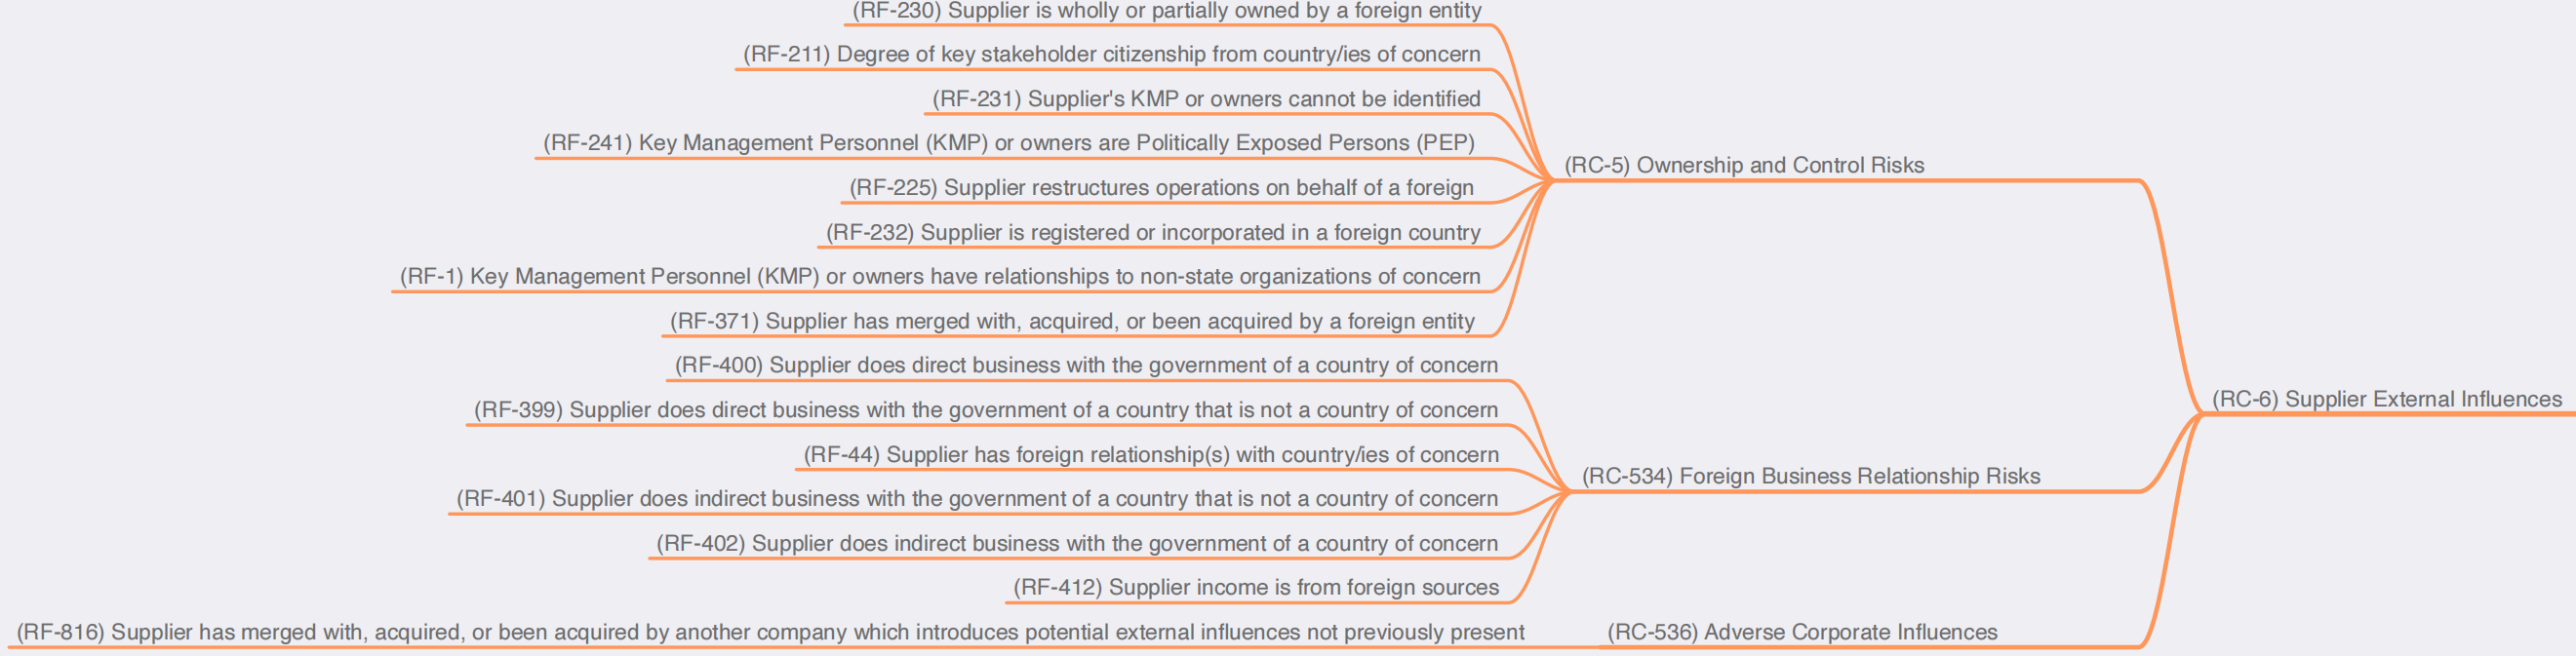 (RF-230) Supplier is wholly or partially owned by a foreign entity
(RF-211) Degree of key stakeholder citizenship from country/ies of concern
(RF-231) Supplier's KMP or owners cannot be identified
(RF-241) Key Management Personnel (KMP) or owners are Politically Exposed Persons (PEP)
(RC-5) Ownership and Control Risks
(RF-225) Supplier restructures operations on behalf of a foreign
(RF-232) Supplier is registered or incorporated in a foreign country
(RF-1) Key Management Personnel (KMP) or owners have relationships to non-state organizations of concern
(RF-371) Supplier has merged with, acquired, or been acquired by a foreign entity
(RF-400) Supplier does direct business with the government of a country of concern
(RC-6) Supplier External Influences
(RF-399) Supplier does direct business with the government of a country that is not a country of concern
(RF-44) Supplier has foreign relationship(s) with country/ies of concern
(RC-534) Foreign Business Relationship Risks
(RF-401) Supplier does indirect business with the government of a country that is not a country of concern
(RF-402) Supplier does indirect business with the government of a country of concern
(RF-412) Supplier income is from foreign sources
(RF-816) Supplier has merged with, acquired, or been acquired by another company which introduces potential external influences not previously present
(RC-536) Adverse Corporate Influences